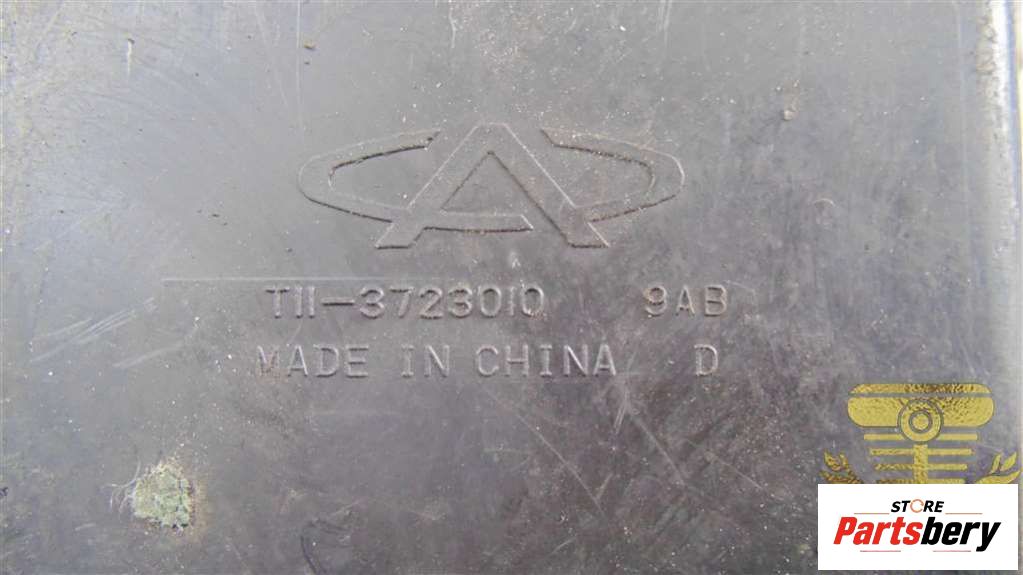 T11-3723010 9AB
MADE IN CHINA D
STORE
Partsbery